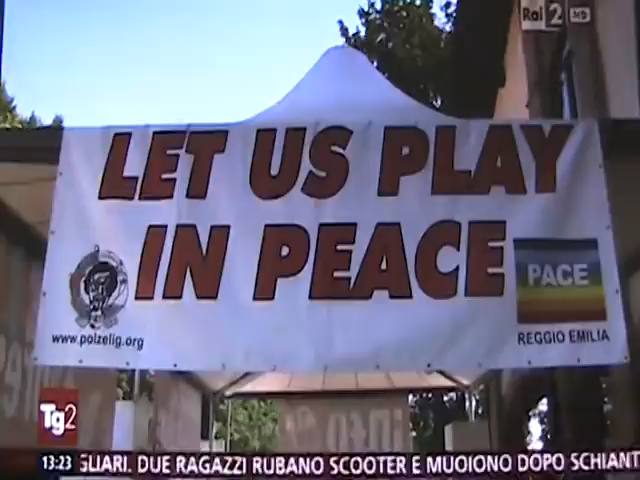 Rai 2 HD
LET US PLAY
IN PEACE
PACE
www.polzelig.org
REGGIO EMILIA
Tg2
13:23 GLIARI. DUE RAGAZZI RUBANO SCOOTER E MUOIONO DOPO SCHIANT